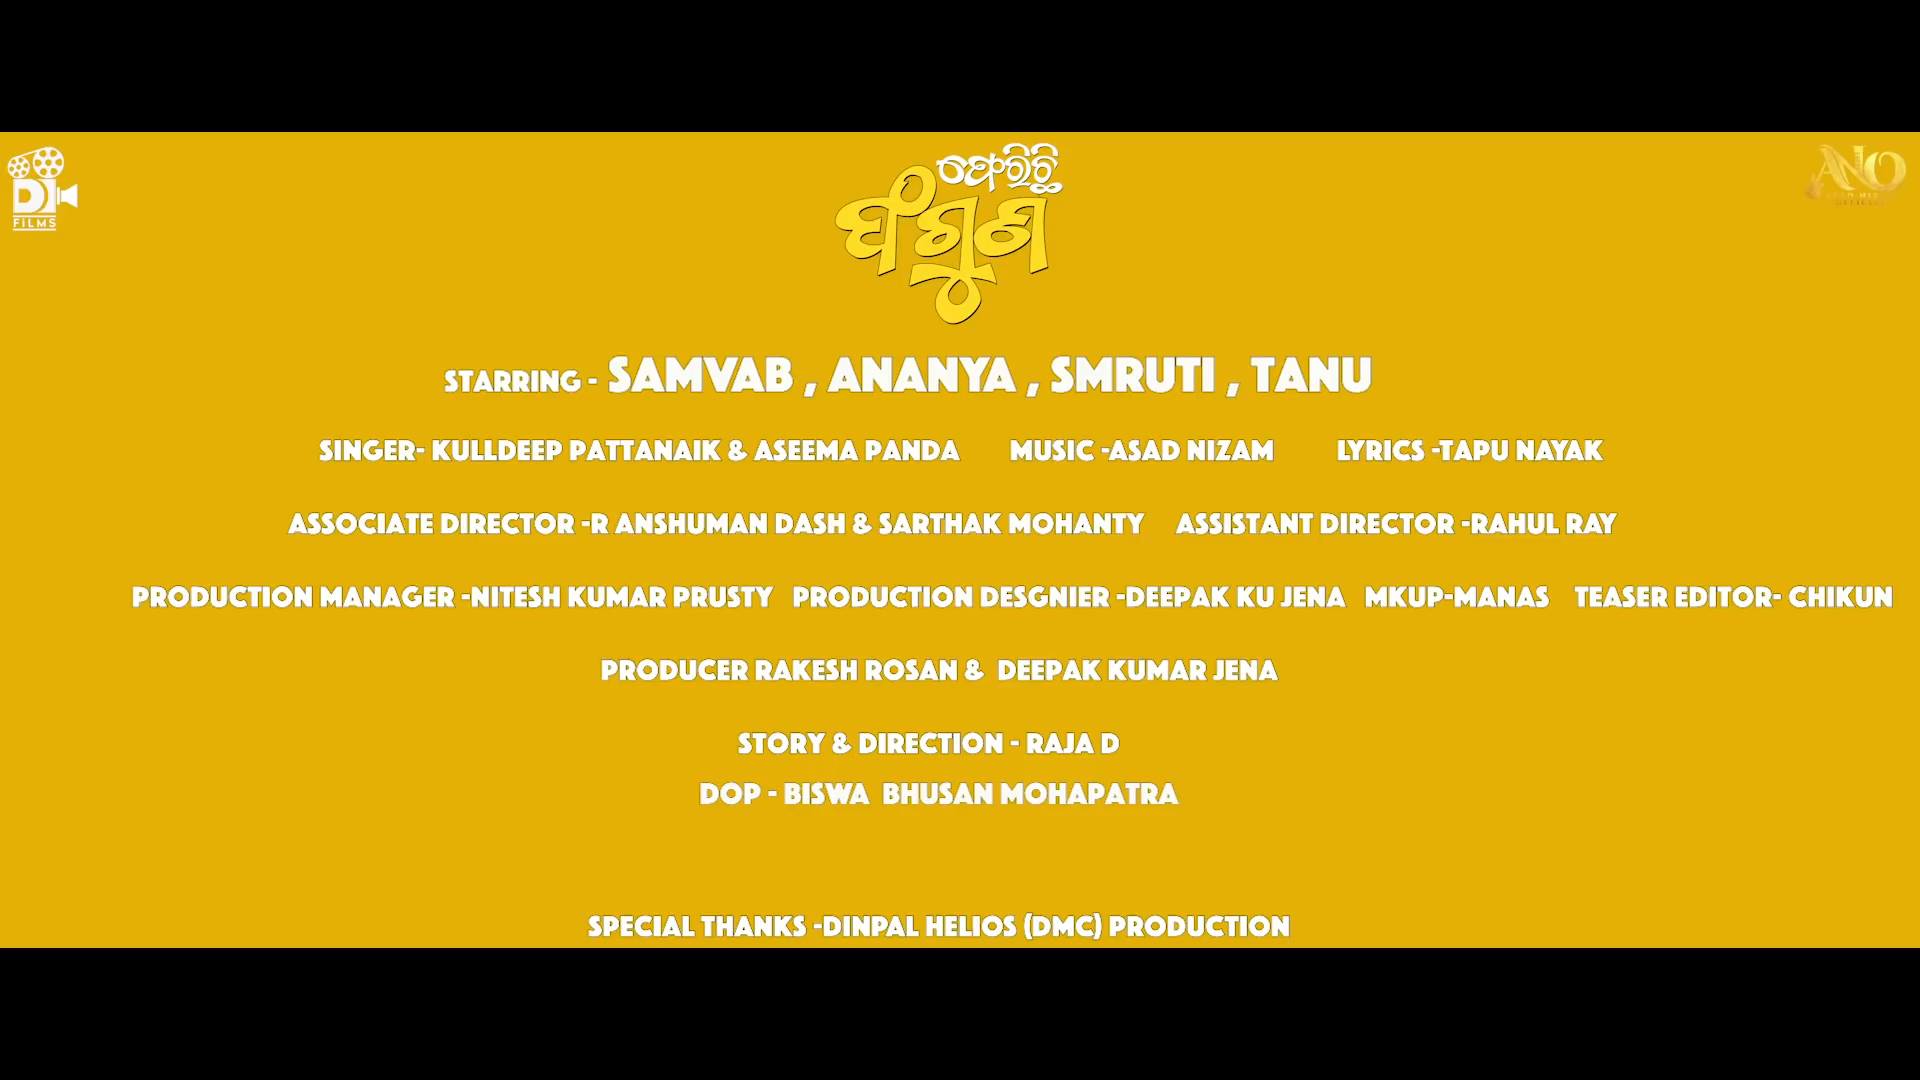 DJ
FILMS
ANO
ଫେରିଚି
ଫଗୁଣ
STARRING - SAMVAB , ANANYA , SMRUTI , TANU
SINGER- KULLDEEP PATTANAIK & ASEEMA PANDA MUSIC -ASAD NIZAM LYRICS -TAPU NAYAK
ASSOCIATE DIRECTOR -R ANSHUMAN DASH & SARTHAK MOHANTY ASSISTANT DIRECTOR -RAHUL RAY
PRODUCTION MANAGER -NITESH KUMAR PRUSTY PRODUCTION DESGNIER -DEEPAK KU JENA MKUP-MANAS TEASER EDITOR- CHIKUN
PRODUCER RAKESH ROSAN & DEEPAK KUMAR JENA
STORY & DIRECTION - RAJA D
DOP - BISWA BHUSAN MOHAPATRA
SPECIAL THANKS -DINPAL HELIOS (DMC) PRODUCTION